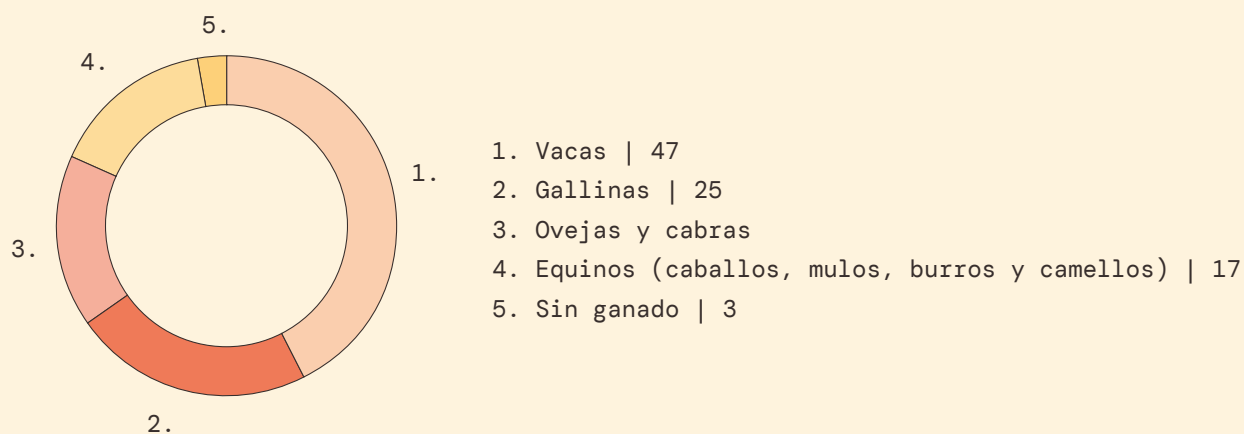 5.
4.
1.
3.
2.
1. Vacas | 47
2. Gallinas | 25
3. Ovejas y cabras
4. Equinos (caballos, mulos, burros y camellos) | 17
5. Sin ganado | 3